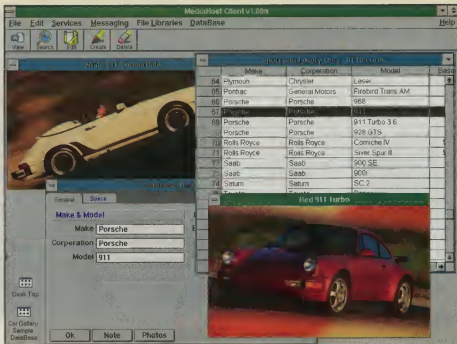 MediaHost Client v1.00n
File Edit Services Messaging File Libraries DataBase Help
View Search Edit Create Delete
Make Corperation Model
64 Plymouth Chrysler Laser
65 Pontiac General Motors Firebird Trans AM
66 Porsche Porsche 968
67 Porsche Porsche 911
68 Porsche Porsche 911 Turbo 3.6
Porsche Porsche 928 GTS
70 Rolls Royce Rolls Royce Corniche IV
71 Rolls Royce Rolls Royce Silver Spur II
72 Saab Saab 900 SE
Saab Saab
74 Saturn Saturn SC 2
General Specs
Make & Model
Make Porsche
Corperation Porsche
Model 911
Ok Note Photos
Red 911 Turbo
Desk Top
Car Gallery
Sample
DataBase